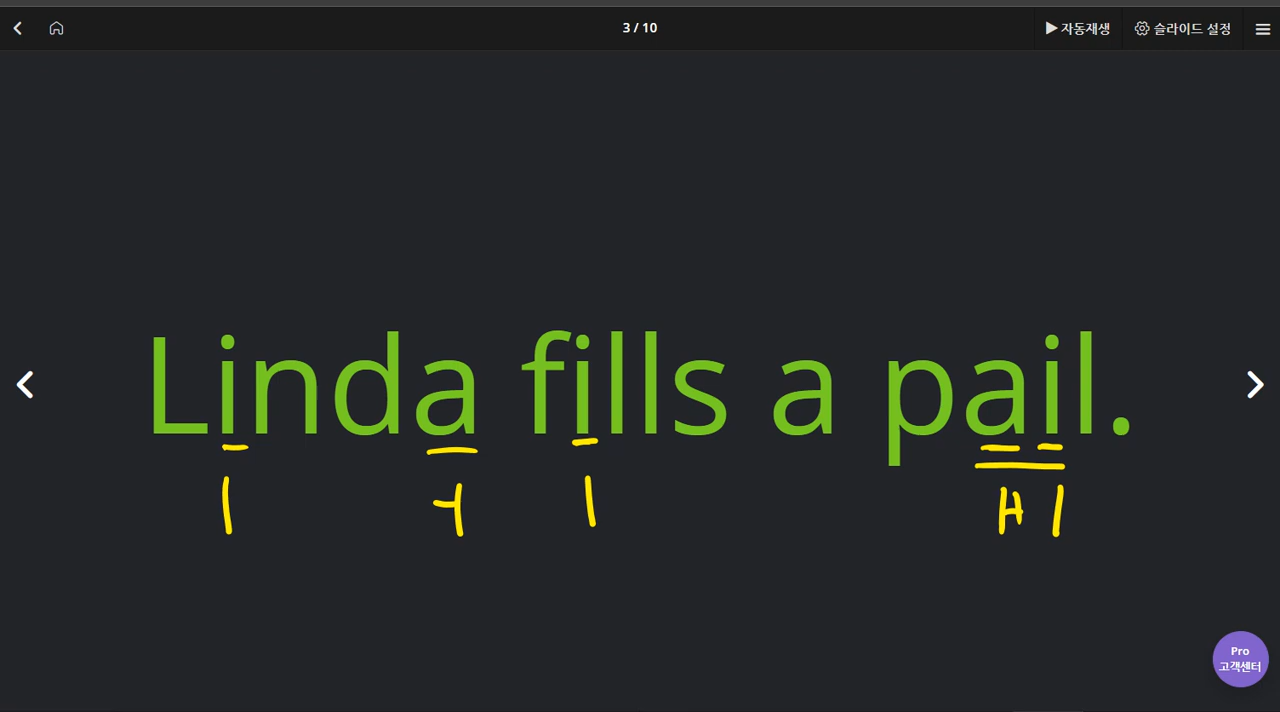 3 / 10
자동재생
슬라이드 설정
Linda fills a pail.
ㅣ ㅓ ㅣ ㅐㅣ
Pro
고객센터